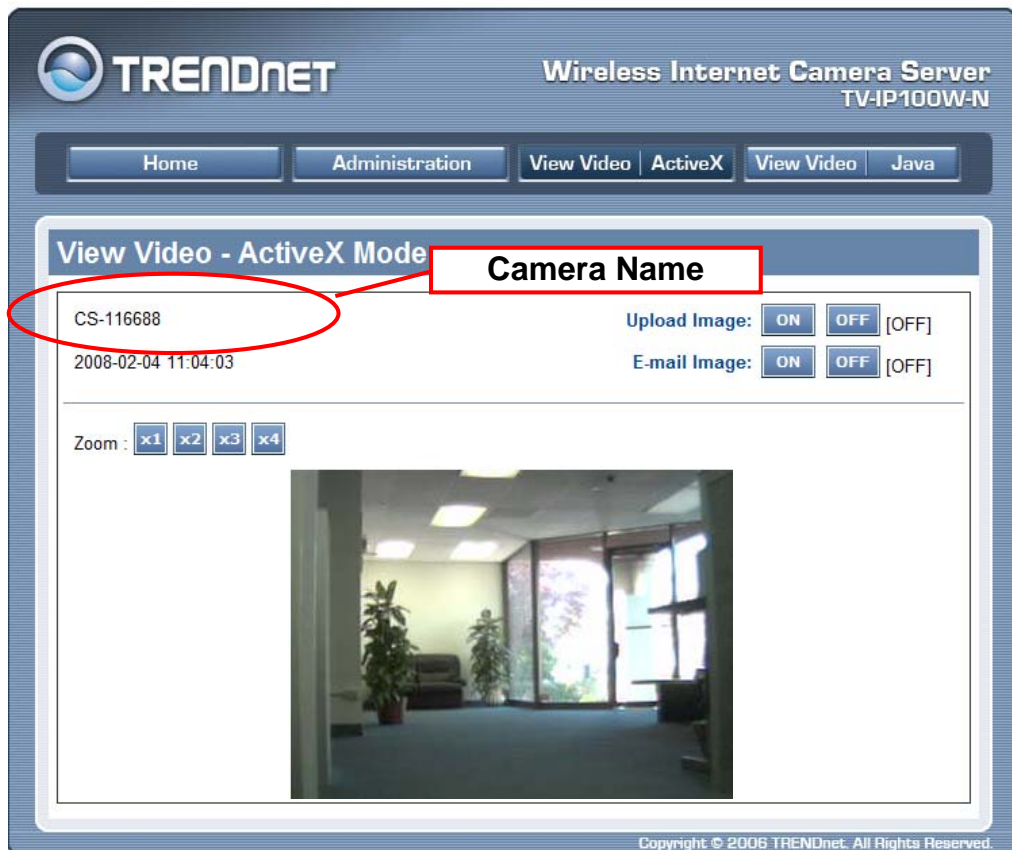 TRENDNET
Wireless Internet Camera Server
TV-IP100W-N
Home
Administration
View Video | ActiveX
View Video | Java
View Video - ActiveX Mode
Camera Name
CS-116688
Upload Image: ON OFF [OFF]
2008-02-04 11:04:03
E-mail Image: ON OFF [OFF]
Zoom : x1 x2 x3 x4
Copyright © 2006 TRENDnet. All Rights Reserved.